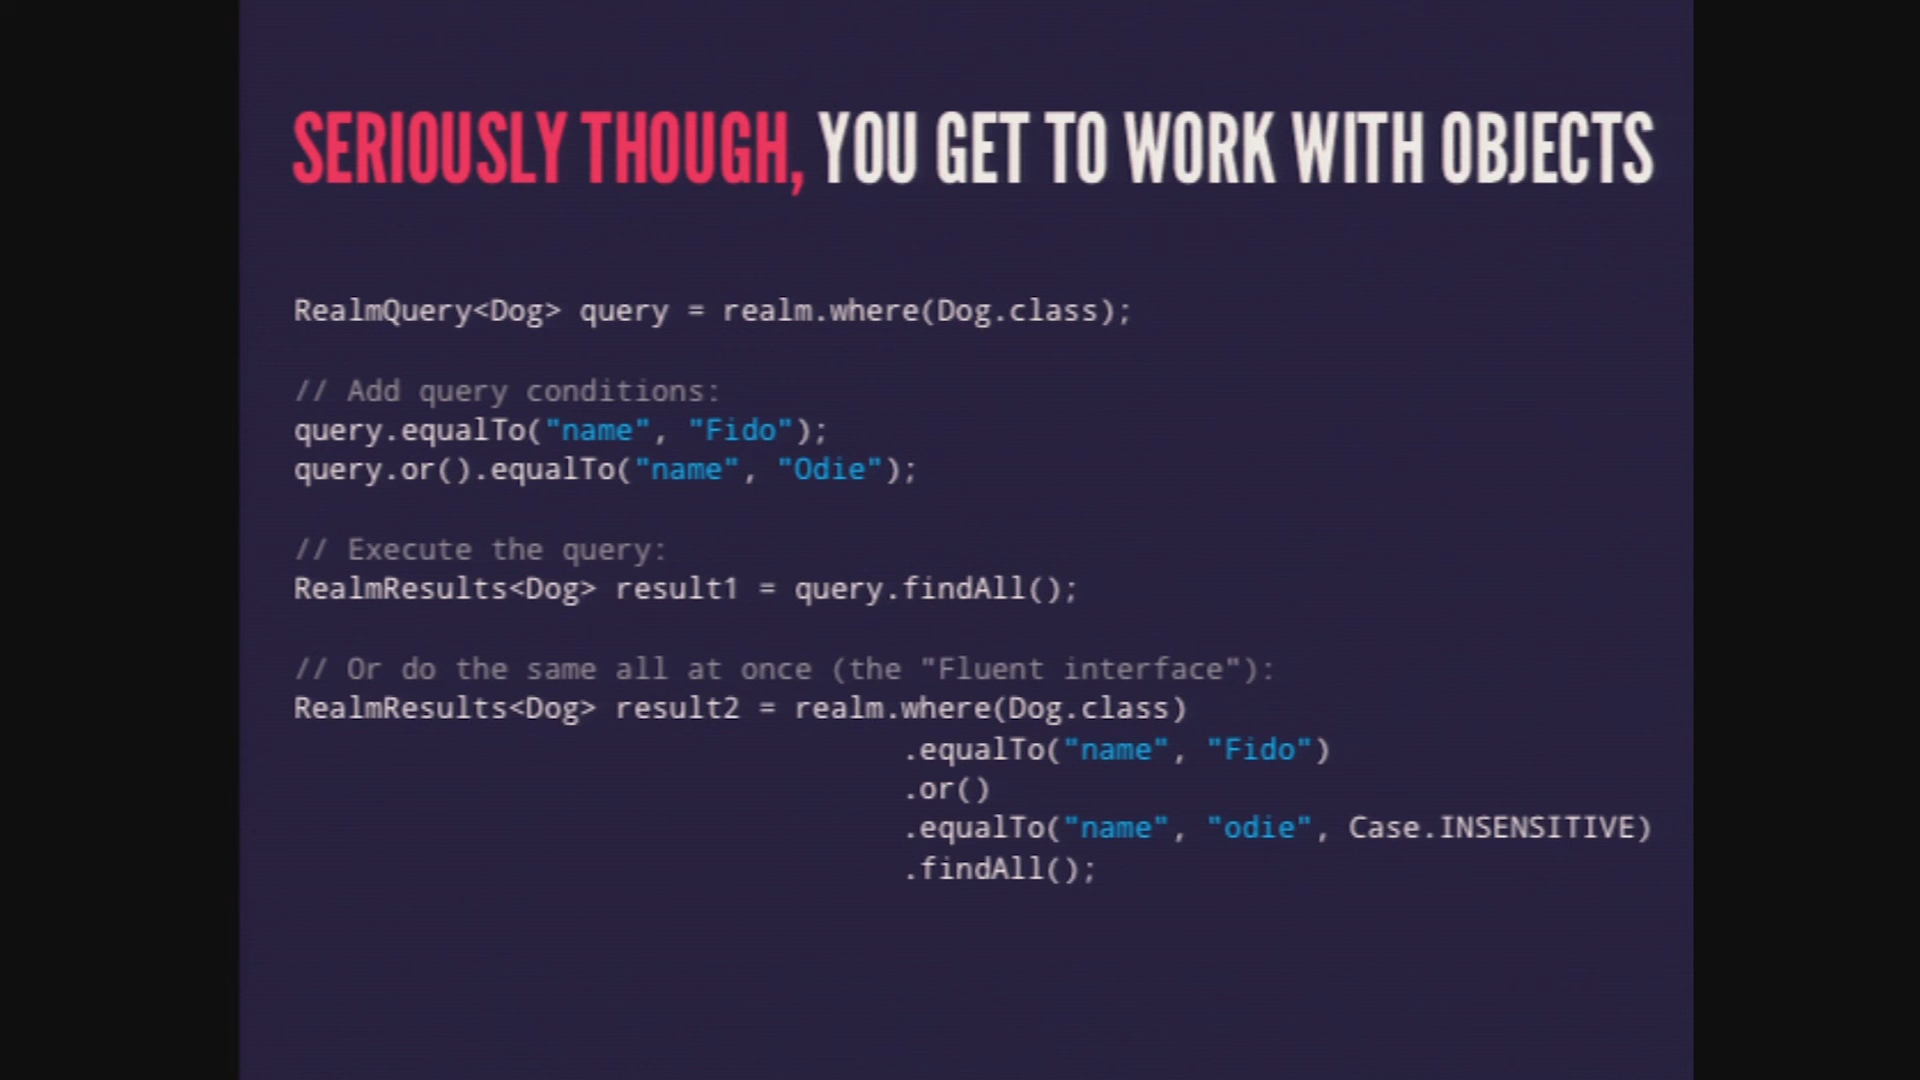 SERIOUSLY THOUGH, YOU GET TO WORK WITH OBJECTS
RealmQuery<Dog> query = realm.where(Dog.class);
// Add query conditions:
query.equalTo("name", "Fido");
query.or().equalTo("name", "Odie");
// Execute the query:
RealmResults<Dog> result1 = query.findAll();
// Or do the same all at once (the "Fluent interface"):
RealmResults<Dog> result2 = realm.where(Dog.class)
.equalTo("name", "Fido")
.or()
.equalTo("name", "odie", Case.INSENSITIVE)
.findAll();